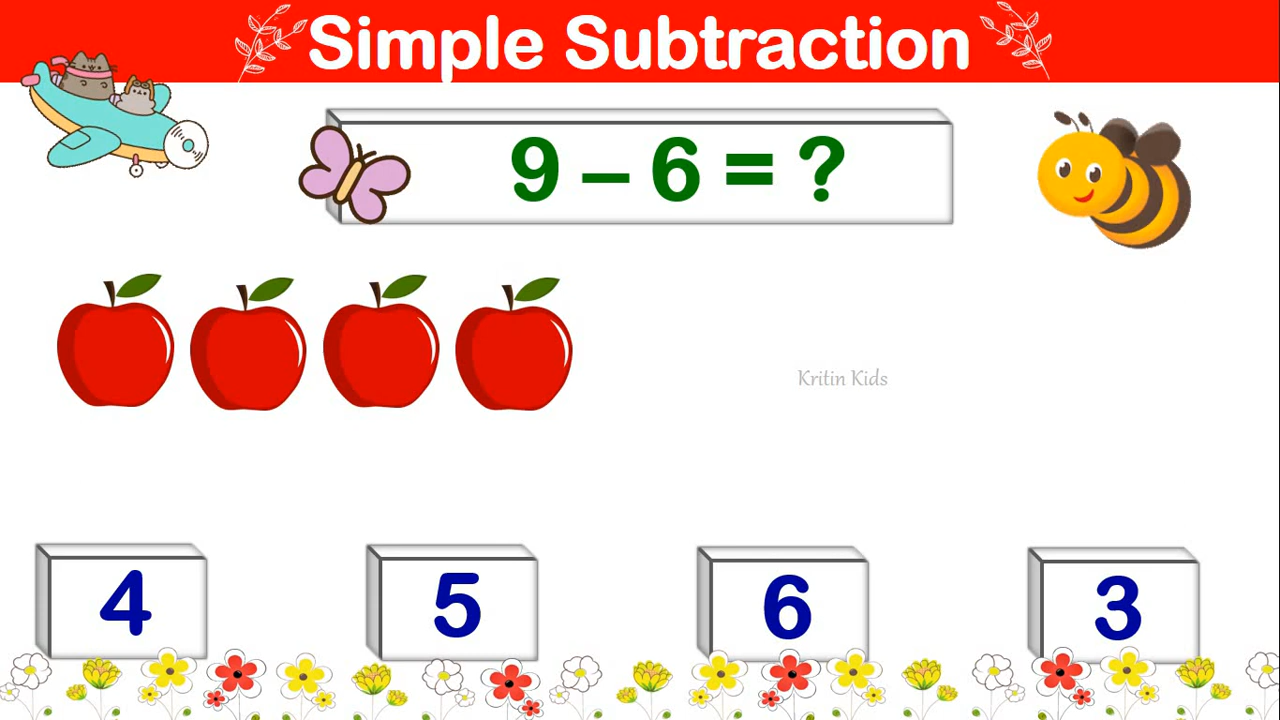 Simple Subtraction
9 – 6 = ?
Kritin Kids
4 5 6 3